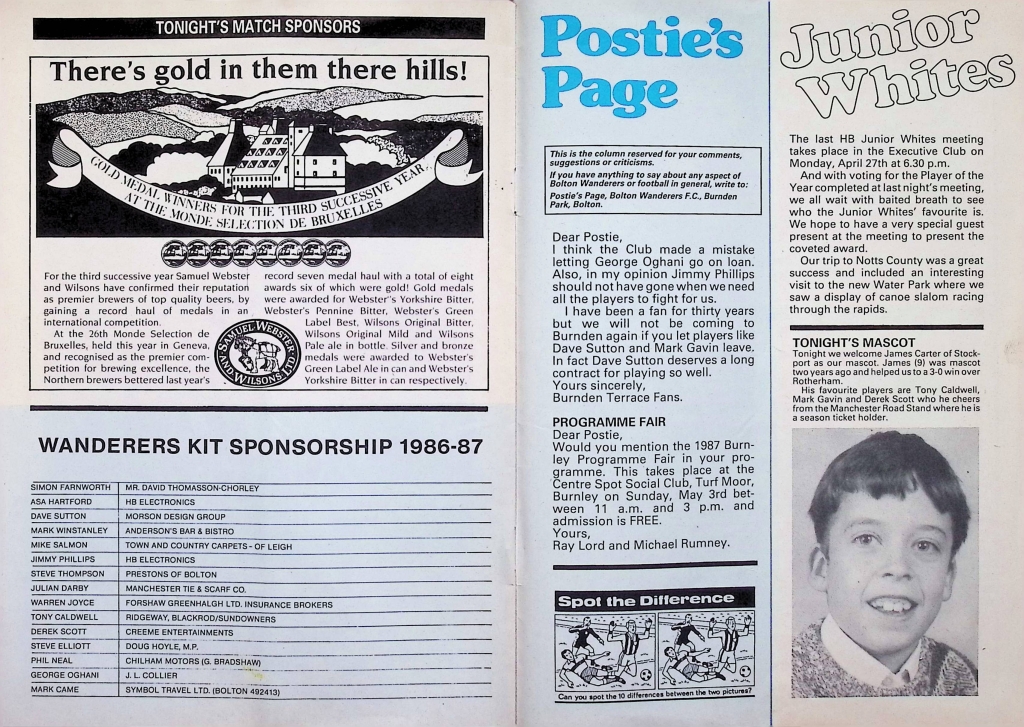 TONIGHT'S MATCH SPONSORS
There's gold in them there hills!
GOLD MEDAL WINNERS FOR THE THIRD SUCCESSIVE YEAR,
AT THE MONDE SELECTION DE BRUXELLES
For the third successive year Samuel Webster
and Wilsons have confirmed their reputation
as premier brewers of top quality beers, by
gaining a record haul of medals in an
international competition.
At the 26th Monde Selection de
Bruxelles, held this year in Geneva,
and recognised as the premier com-
petition for brewing excellence, the
Northern brewers bettered last year's
record seven medal haul with a total of eight
awards six of which were gold! Gold medals
were awarded for Webster's Yorkshire Bitter,
Webster's Pennine Bitter, Webster's Green
Label Best, Wilsons Original Bitter,
Wilsons Original Mild and Wilsons
Pale ale in bottle. Silver and bronze
medals were awarded to Webster's
Green Label Ale in can and Webster's
Yorkshire Bitter in can respectively.
SAMUEL WEBSTER
AND WILSONS LTD
WANDERERS KIT SPONSORSHIP 1986-87
SIMON FARNWORTH MR. DAVID THOMASSON-CHORLEY
ASA HARTFORD HB ELECTRONICS
DAVE SUTTON MORSON DESIGN GROUP
MARK WINSTANLEY ANDERSON'S BAR & BISTRO
MIKE SALMON TOWN AND COUNTRY CARPETS - OF LEIGH
JIMMY PHILLIPS HB ELECTRONICS
STEVE THOMPSON PRESTONS OF BOLTON
JULIAN DARBY MANCHESTER TIE & SCARF CO.
WARREN JOYCE FORSHAW GREENHALGH LTD. INSURANCE BROKERS
TONY CALDWELL RIDGEWAY, BLACKROD/SUNDOWNERS
DEREK SCOTT CREEME ENTERTAINMENTS
STEVE ELLIOTT DOUG HOYLE, M.P.
PHIL NEAL CHILHAM MOTORS (G. BRADSHAW)
GEORGE OGHANI J. L. COLLIER
MARK CAME SYMBOL TRAVEL LTD. (BOLTON 492413)
Postie's
Page
This is the column reserved for your comments,
suggestions or criticisms.
If you have anything to say about any aspect of
Bolton Wanderers or football in general, write to:
Postie's Page, Bolton Wanderers F.C., Burnden
Park, Bolton.
Dear Postie,
I think the Club made a mistake
letting George Oghani go on loan.
Also, in my opinion Jimmy Phillips
should not have gone when we need
all the players to fight for us.
I have been a fan for thirty years
but we will not be coming to
Burnden again if you let players like
Dave Sutton and Mark Gavin leave.
In fact Dave Sutton deserves a long
contract for playing so well.
Yours sincerely,
Burnden Terrace Fans.
PROGRAMME FAIR
Dear Postie,
Would you mention the 1987 Burn-
ley Programme Fair in your pro-
gramme. This takes place at the
Centre Spot Social Club, Turf Moor,
Burnley on Sunday, May 3rd bet-
ween 11 a.m. and 3 p.m. and
admission is FREE.
Yours,
Ray Lord and Michael Rumney.
Spot the Difference
Can you spot the 10 differences between the two pictures?
Junior
Whites
The last HB Junior Whites meeting
takes place in the Executive Club on
Monday, April 27th at 6.30 p.m.
And with voting for the Player of the
Year completed at last night's meeting,
we all wait with baited breath to see
who the Junior Whites' favourite is.
We hope to have a very special guest
present at the meeting to present the
coveted award.
Our trip to Notts County was a great
success and included an interesting
visit to the new Water Park where we
saw a display of canoe slalom racing
through the rapids.
TONIGHT'S MASCOT
Tonight we welcome James Carter of Stock-
port as our mascot. James (9) was mascot
two years ago and helped us to a 3-0 win over
Rotherham.
His favourite players are Tony Caldwell,
Mark Gavin and Derek Scott who he cheers
from the Manchester Road Stand where he is
a season ticket holder.